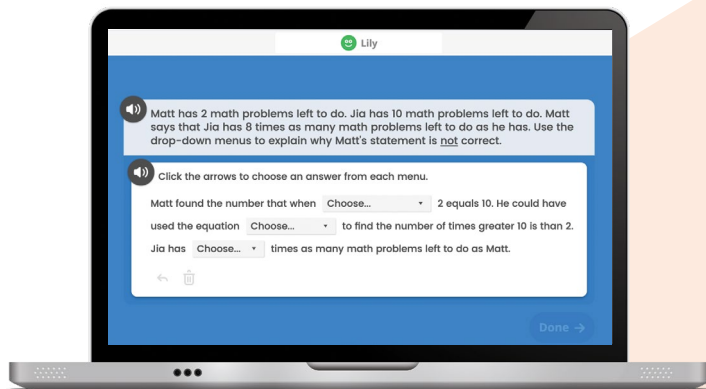 Lily
Matt has 2 math problems left to do. Jia has 10 math problems left to do. Matt
says that Jia has 8 times as many math problems left to do as he has. Use the
drop-down menus to explain why Matt's statement is not correct.
Click the arrows to choose an answer from each menu.
Matt found the number that when Choose... 2 equals 10. He could have
used the equation Choose... to find the number of times greater 10 is than 2.
Jia has Choose... times as many math problems left to do as Matt.
Done →